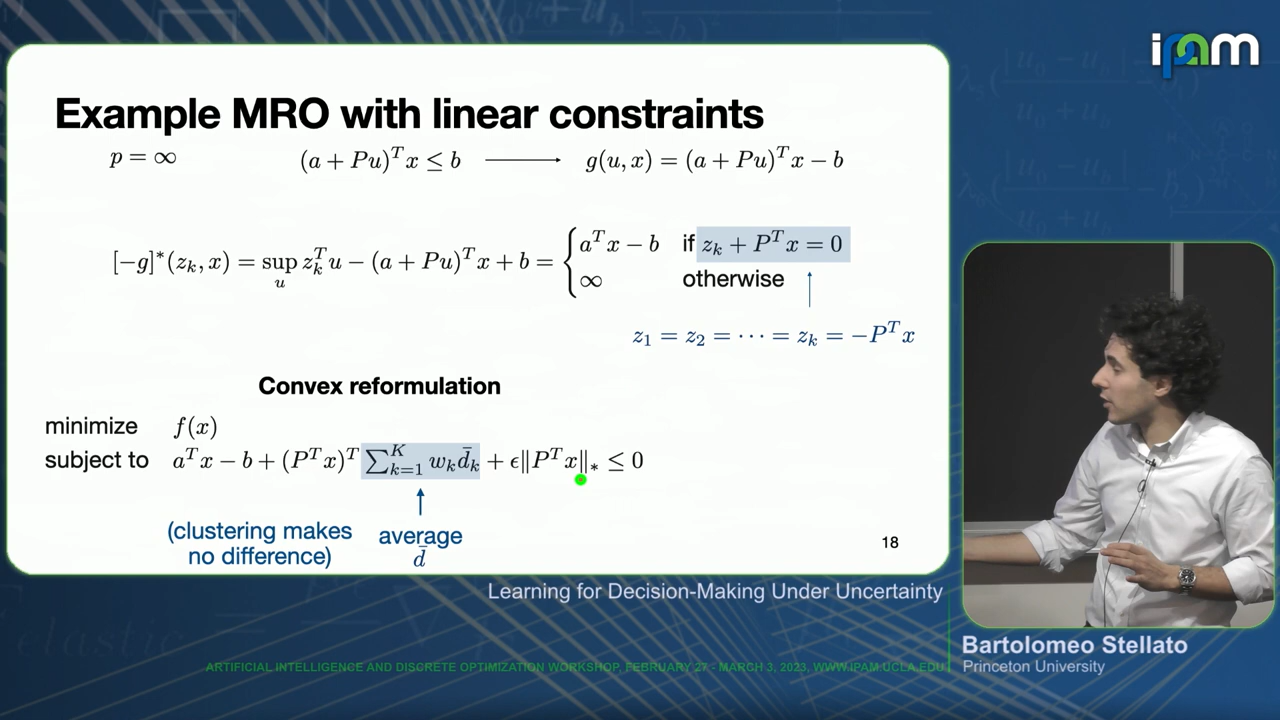 ipam
Example MRO with linear constraints
p = ∞ (a + Pu)^T x ≤ b ⟶ g(u, x) = (a + Pu)^T x − b
[−g]*(z_k, x) = sup_u z_k^T u − (a + Pu)^T x + b = { a^T x − b if z_k + P^T x = 0
∞ otherwise
z_1 = z_2 = ⋯ = z_k = −P^T x
Convex reformulation
minimize f(x)
subject to a^T x − b + (P^T x)^T ∑_{k=1}^K w_k d̄_k + ϵ‖P^T x‖_* ≤ 0
(clustering makes
no difference)
average
d̄
18
Learning for Decision-Making Under Uncertainty
Bartolomeo Stellato
Princeton University
ARTIFICIAL INTELLIGENCE AND DISCRETE OPTIMIZATION WORKSHOP, FEBRUARY 27 - MARCH 3, 2023, WWW.IPAM.UCLA.EDU
elastic